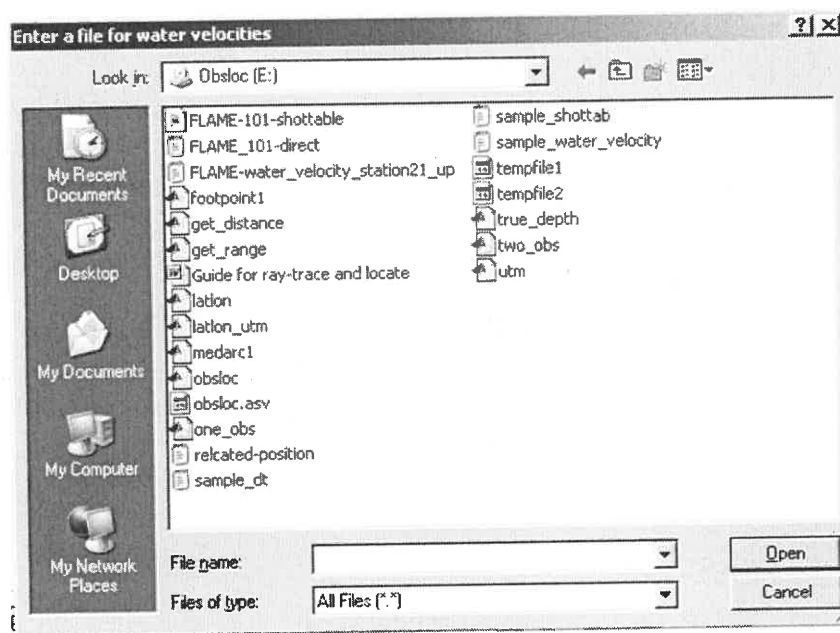 Enter a file for water velocities
Look in: Obsloc (E:)
My Recent
Documents
Desktop
My Documents
My Computer
My Network
Places
FLAME-101-shottable
FLAME_101-direct
FLAME-water_velocity_station21_up
footpoint1
get_distance
get_range
Guide for ray-trace and locate
latlon
latlon_utm
medarc1
obsloc
obsloc.asv
one_obs
relcated-position
sample_dt
sample_shottab
sample_water_velocity
tempfile1
tempfile2
true_depth
two_obs
utm
File name:
Open
Files of type: All Files (*.*)
Cancel